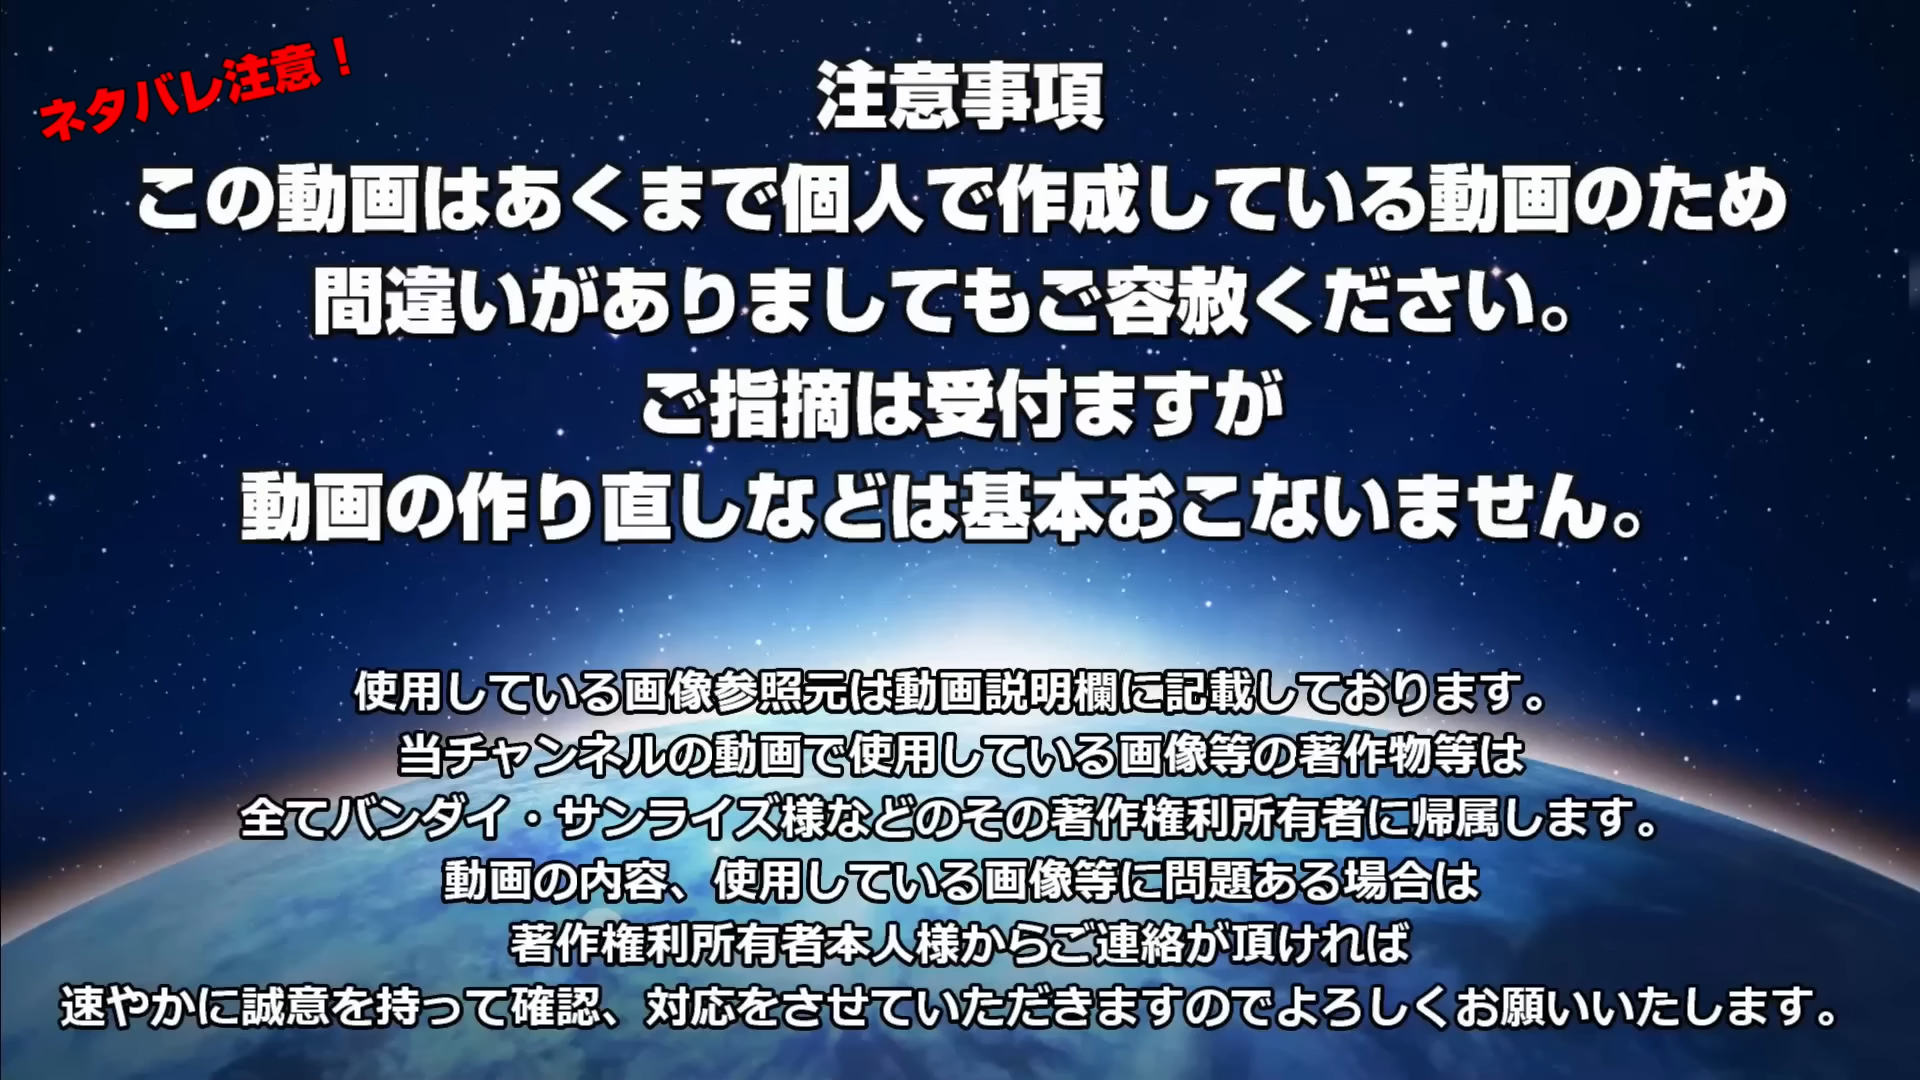 ネタバレ注意！
注意事項
この動画はあくまで個人で作成している動画のため
間違いがありましてもご容赦ください。
ご指摘は受付ますが
動画の作り直しなどは基本おこないません。
使用している画像参照元は動画説明欄に記載しております。
当チャンネルの動画で使用している画像等の著作物等は
全てバンダイ・サンライズ様などのその著作権利所有者に帰属します。
動画の内容、使用している画像等に問題ある場合は
著作権利所有者本人様からご連絡が頂ければ
速やかに誠意を持って確認、対応をさせていただきますのでよろしくお願いいたします。